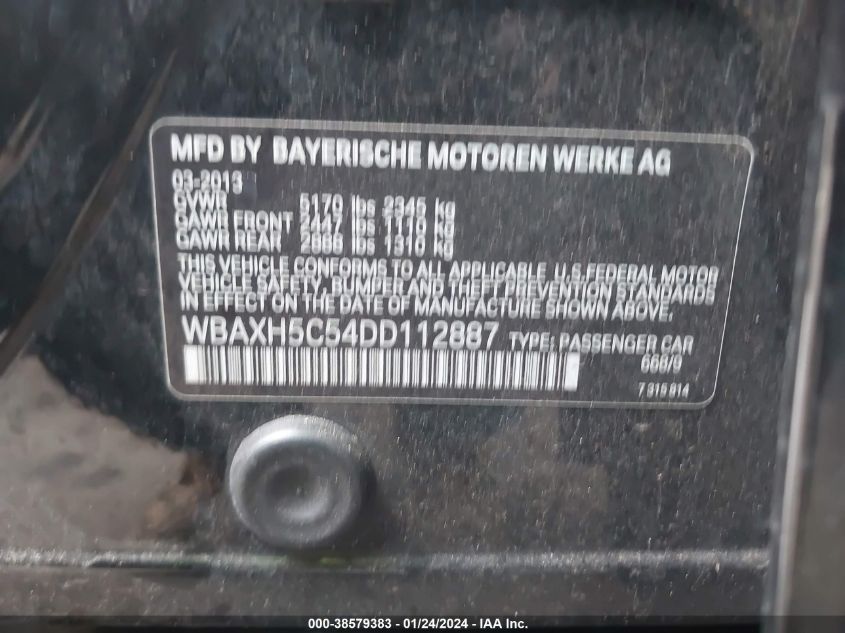 MFD BY BAYERISCHE MOTOREN WERKE AG
03-2013
GVWR 5170 lbs 2345 kg
GAWR FRONT 2447 lbs 1110 kg
GAWR REAR 2888 lbs 1310 kg
THIS VEHICLE CONFORMS TO ALL APPLICABLE U.S.FEDERAL MOTOR
VEHICLE SAFETY, BUMPER AND THEFT PREVENTION STANDARDS
IN EFFECT ON THE DATE OF MANUFACTURE SHOWN ABOVE.
WBAXH5C54DD112887 TYPE: PASSENGER CAR
668/9
7 315 814
000-38579383 - 01/24/2024 - IAA Inc.